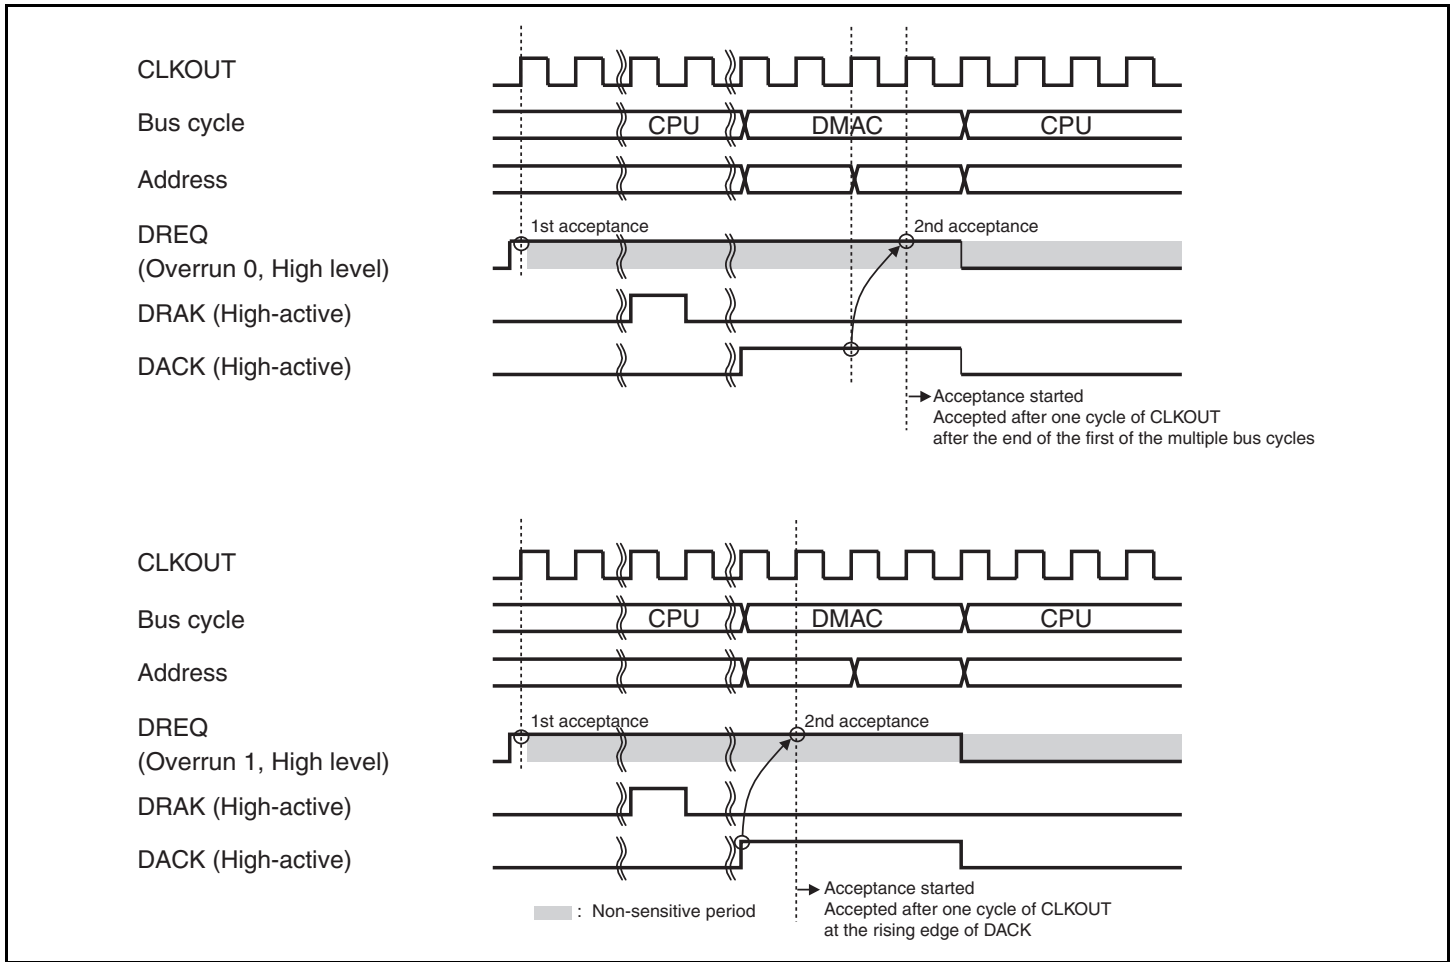 CLKOUT
Bus cycle
CPU
DMAC
CPU
Address
DREQ
(Overrun 0, High level)
1st acceptance
2nd acceptance
DRAK (High-active)
DACK (High-active)
Acceptance started
Accepted after one cycle of CLKOUT
after the end of the first of the multiple bus cycles
CLKOUT
Bus cycle
CPU
DMAC
CPU
Address
DREQ
(Overrun 1, High level)
1st acceptance
2nd acceptance
DRAK (High-active)
DACK (High-active)
Acceptance started
Accepted after one cycle of CLKOUT
at the rising edge of DACK
: Non-sensitive period